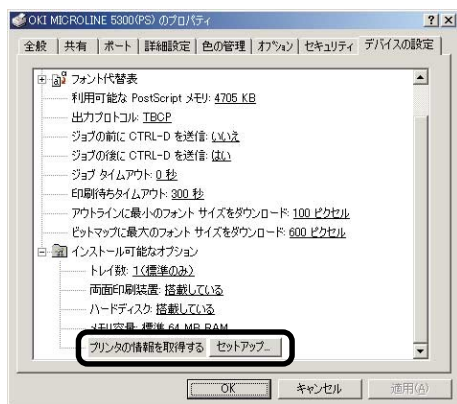 OKI MICROLINE 5300(PS) のプロパティ
全般 共有 ポート 詳細設定 色の管理 オプション セキュリティ デバイスの設定
フォント代替表
利用可能な PostScript メモリ: 4705 KB
出力プロトコル: TBCP
ジョブの前に CTRL-D を送信: いいえ
ジョブの後に CTRL-D を送信: はい
ジョブ タイムアウト: 0 秒
印刷待ちタイムアウト: 300 秒
アウトラインに最小のフォント サイズをダウンロード: 100 ピクセル
ビットマップに最大のフォント サイズをダウンロード: 600 ピクセル
インストール可能なオプション
トレイ数: 1(標準のみ)
両面印刷装置: 搭載している
ハードディスク: 搭載している
メモリ容量: 標準 64 MB RAM
プリンタの情報を取得する セットアップ...
OK キャンセル 適用(A)